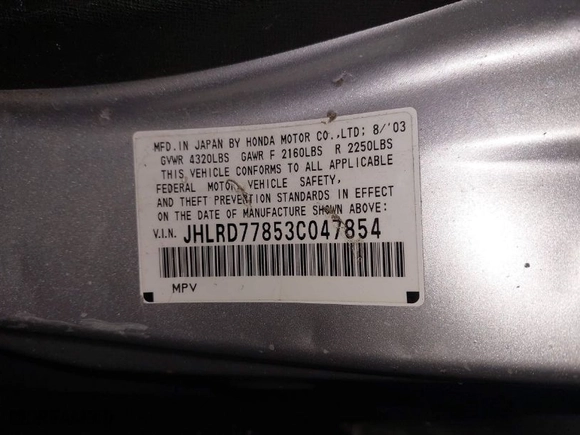 MFD.IN JAPAN BY HONDA MOTOR CO.,LTD; 8/'03
GVWR 4320LBS GAWR F 2160LBS R 2250LBS
THIS VEHICLE CONFORMS TO ALL APPLICABLE
FEDERAL MOTOR VEHICLE SAFETY,
AND THEFT PREVENTION STANDARDS IN EFFECT
ON THE DATE OF MANUFACTURE SHOWN ABOVE:
V.I.N. JHLRD77853C047854
MPV